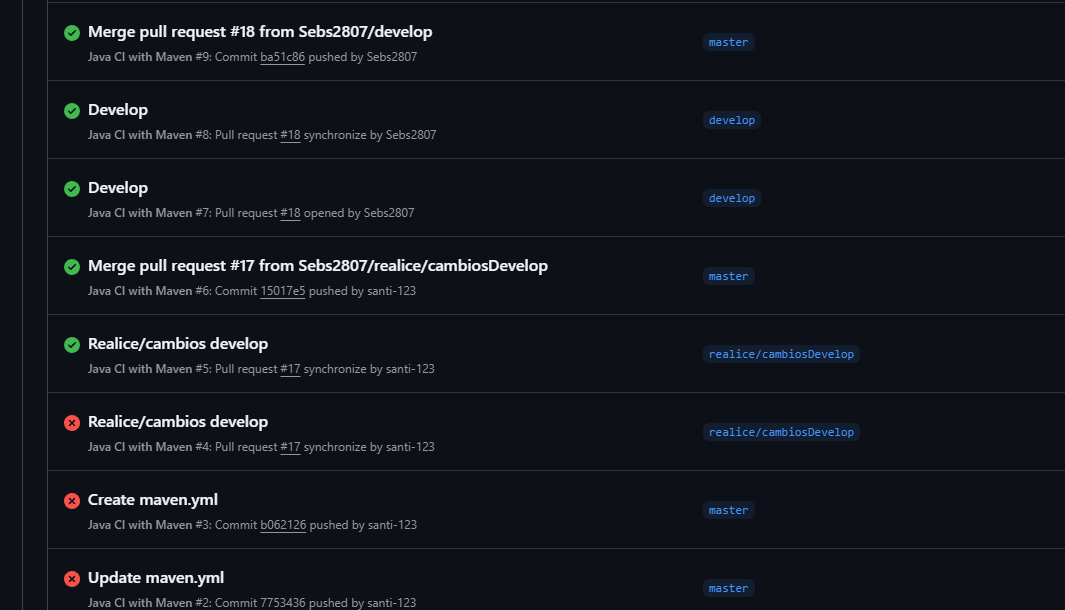 Merge pull request #18 from Sebs2807/develop
master
Java CI with Maven #9: Commit ba51c86 pushed by Sebs2807
Develop
develop
Java CI with Maven #8: Pull request #18 synchronize by Sebs2807
Develop
develop
Java CI with Maven #7: Pull request #18 opened by Sebs2807
Merge pull request #17 from Sebs2807/realice/cambiosDevelop
master
Java CI with Maven #6: Commit 15017e5 pushed by santi-123
Realice/cambios develop
realice/cambiosDevelop
Java CI with Maven #5: Pull request #17 synchronize by santi-123
Realice/cambios develop
realice/cambiosDevelop
Java CI with Maven #4: Pull request #17 synchronize by santi-123
Create maven.yml
master
Java CI with Maven #3: Commit b062126 pushed by santi-123
Update maven.yml
master
Java CI with Maven #2: Commit 7753436 pushed by santi-123